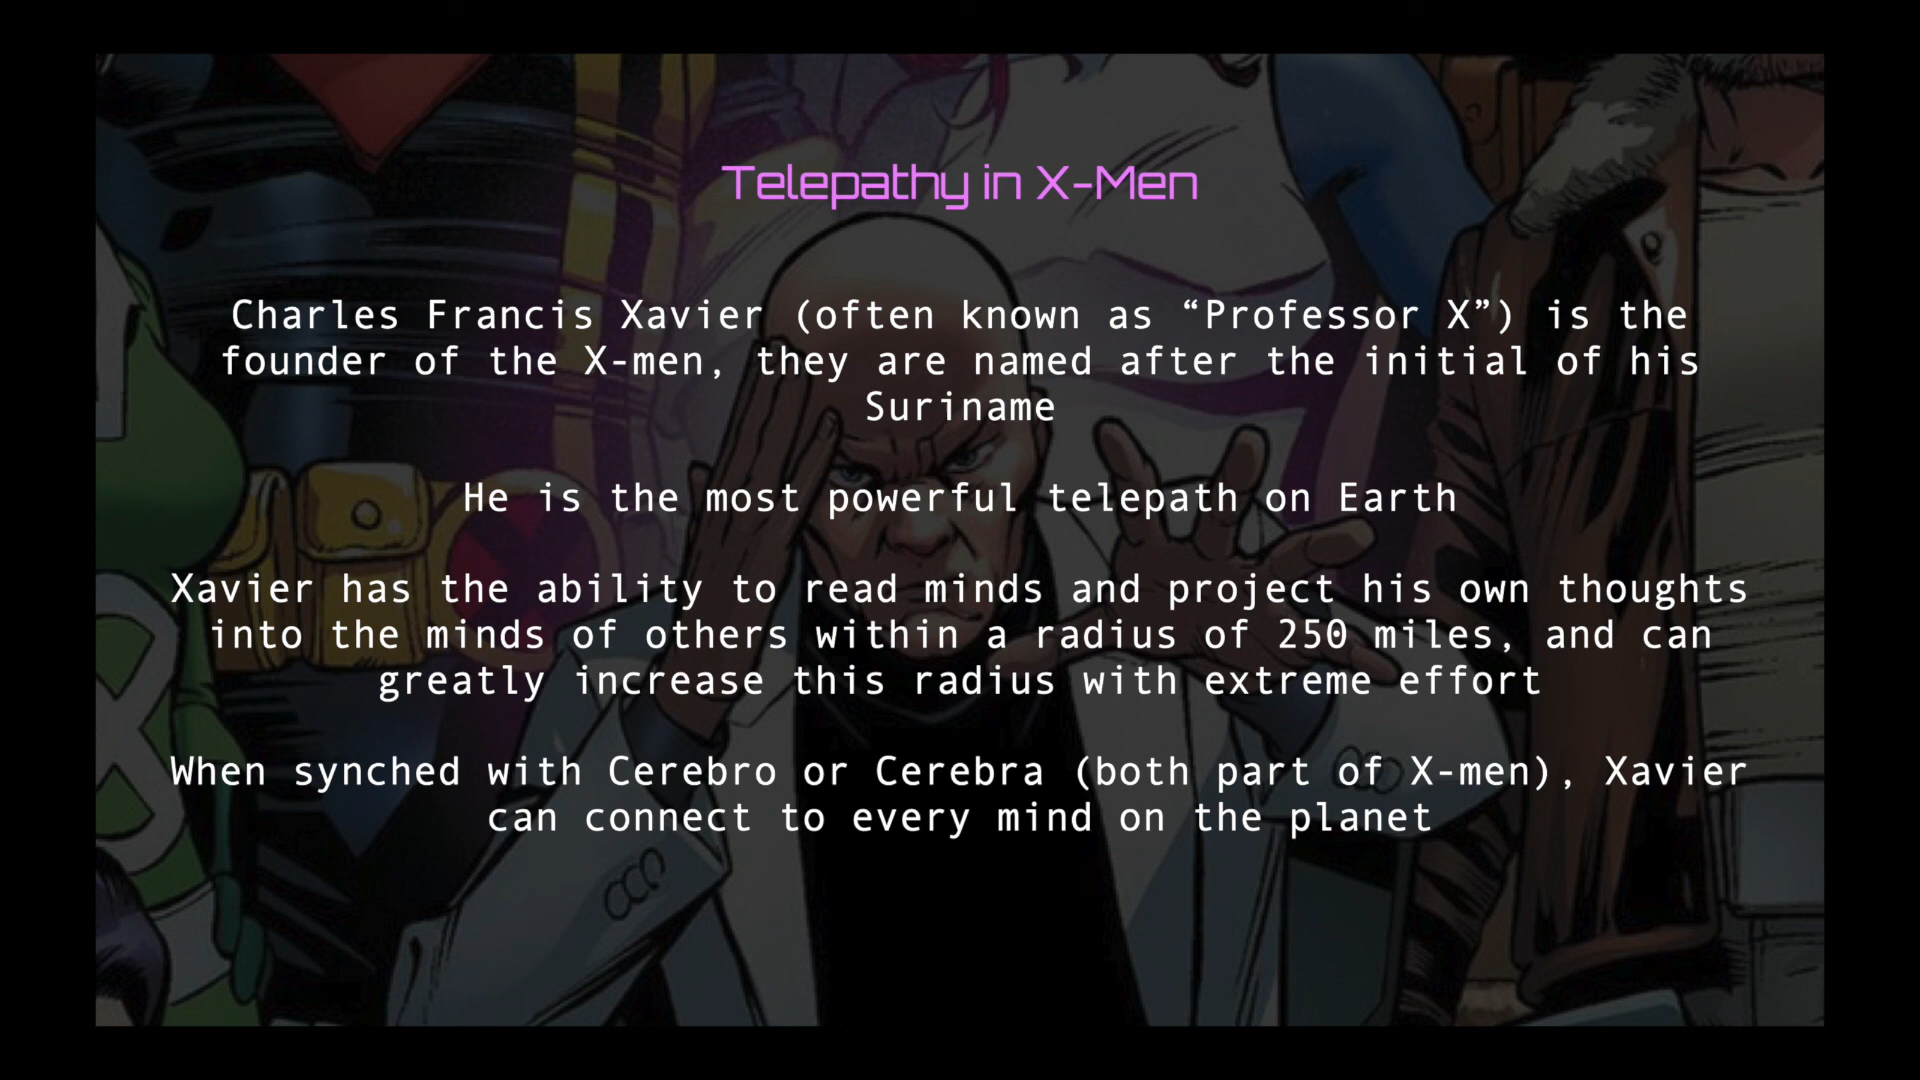 Telepathy in X-Men
Charles Francis Xavier (often known as “Professor X”) is the
founder of the X-men, they are named after the initial of his
Suriname
He is the most powerful telepath on Earth
Xavier has the ability to read minds and project his own thoughts
into the minds of others within a radius of 250 miles, and can
greatly increase this radius with extreme effort
When synched with Cerebro or Cerebra (both part of X-men), Xavier
can connect to every mind on the planet